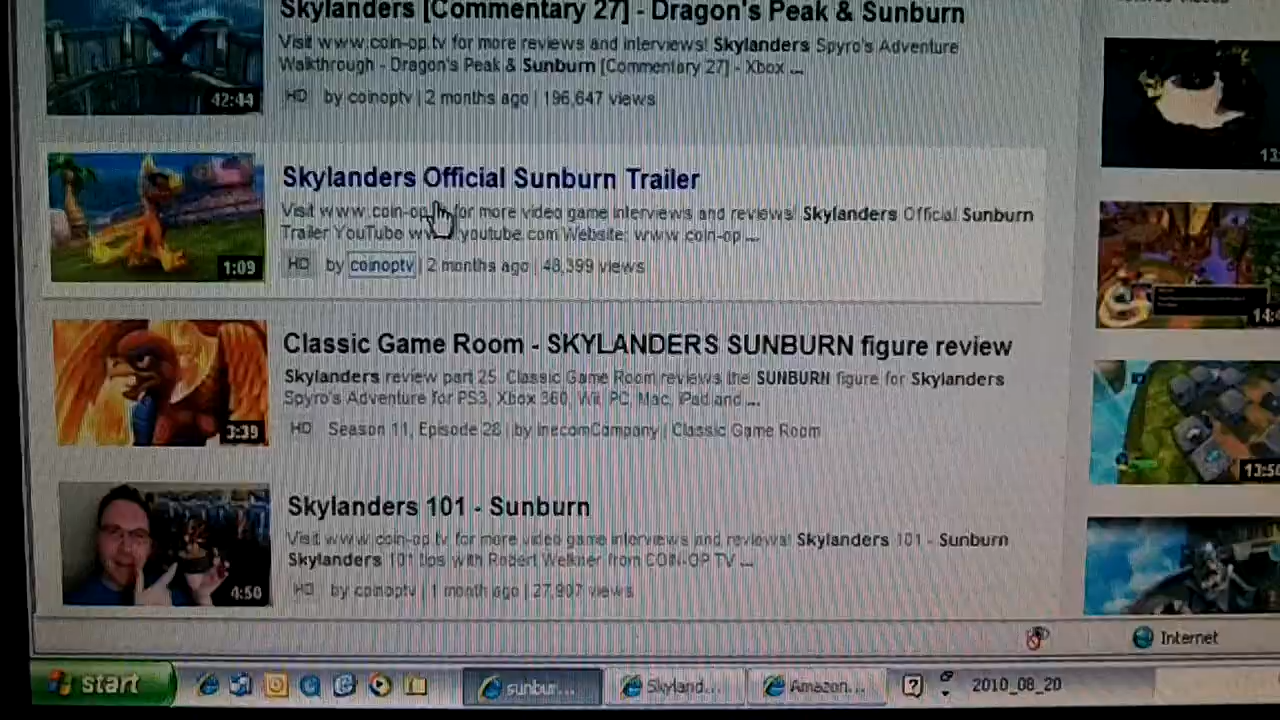 Skylanders [Commentary 27] - Dragon's Peak & Sunburn
Visit www.coin-op.tv for more reviews and interviews! Skylanders Spyro's Adventure
Walkthrough - Dragon's Peak & Sunburn [Commentary 27] - Xbox ...
42:44
HD by coinoptv | 2 months ago | 196,647 views
13:
Skylanders Official Sunburn Trailer
Visit www.coin-op for more video game interviews and reviews! Skylanders Official Sunburn
Trailer YouTube youtube.com Website: www.coin-op ...
1:09
HD by coinoptv | 2 months ago | 48,399 views
14:
Classic Game Room - SKYLANDERS SUNBURN figure review
Skylanders review part 25. Classic Game Room reviews the SUNBURN figure for Skylanders
Spyro's Adventure for PS3, Xbox 360, Wii, PC, Mac, iPad and ...
3:39
HD Season 11, Episode 28 | by InecomCompany | Classic Game Room
13:56
Skylanders 101 - Sunburn
Visit www.coin-op.tv for more video game interviews and reviews! Skylanders 101 - Sunburn
Skylanders 101 tips with Robert Welkner from COIN-OP TV ...
4:50
HD by coinoptv | 1 month ago | 27,907 views
Internet
start
sunbur...
Skyland...
Amazon...
2010_08_20